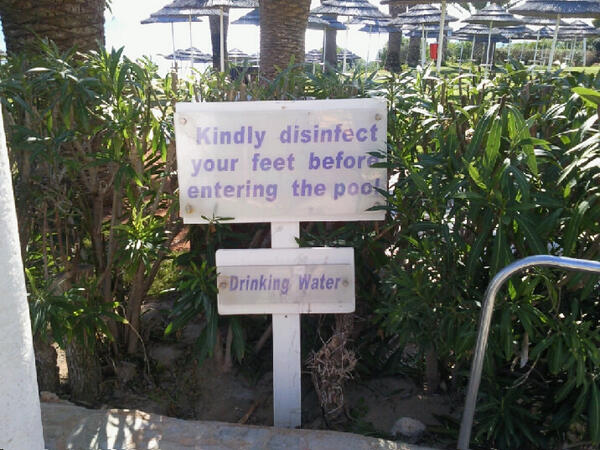 Kindly disinfect
your feet before
entering the pool
Drinking Water